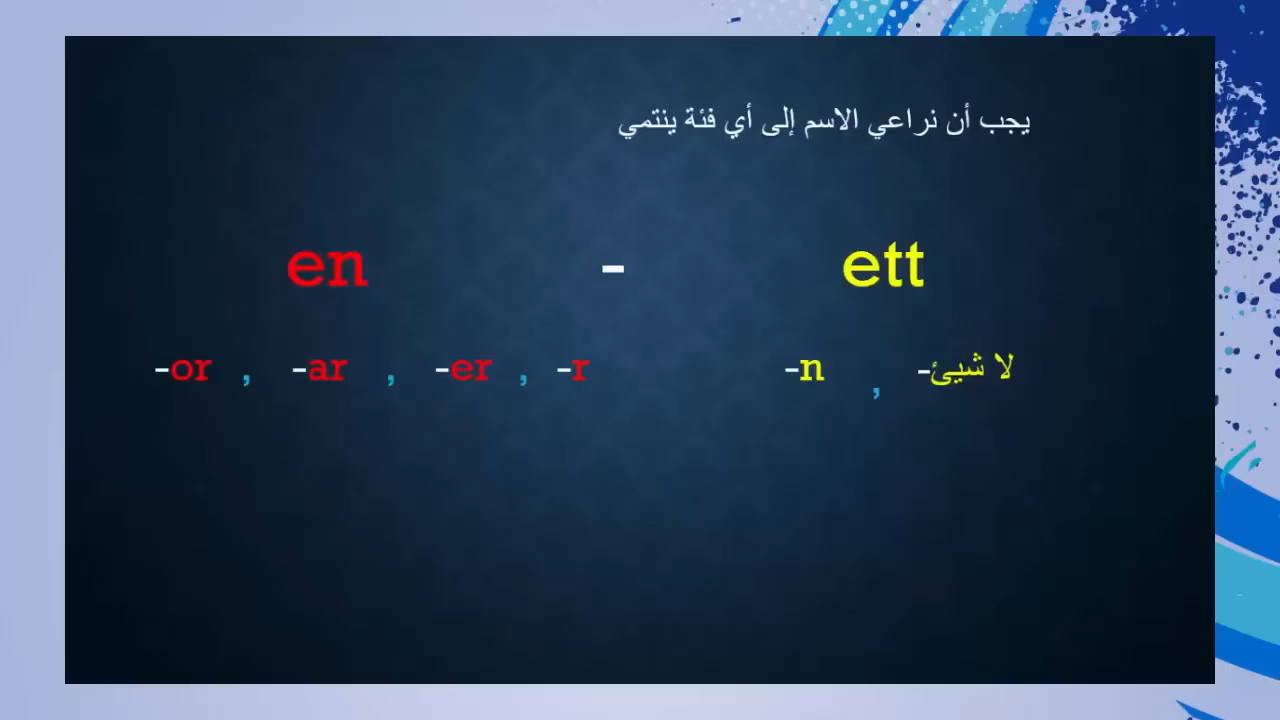 يجب أن نراعي الاسم إلى أي فئة ينتمي
en - ett
-or , -ar , -er , -r -n , -لا شيئ